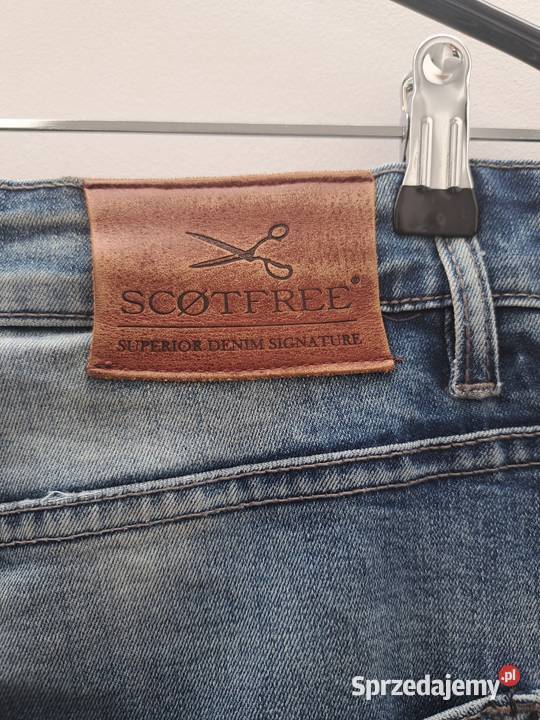 SCØTFREE®
SUPERIOR DENIM SIGNATURE
Sprzedajemy.pl